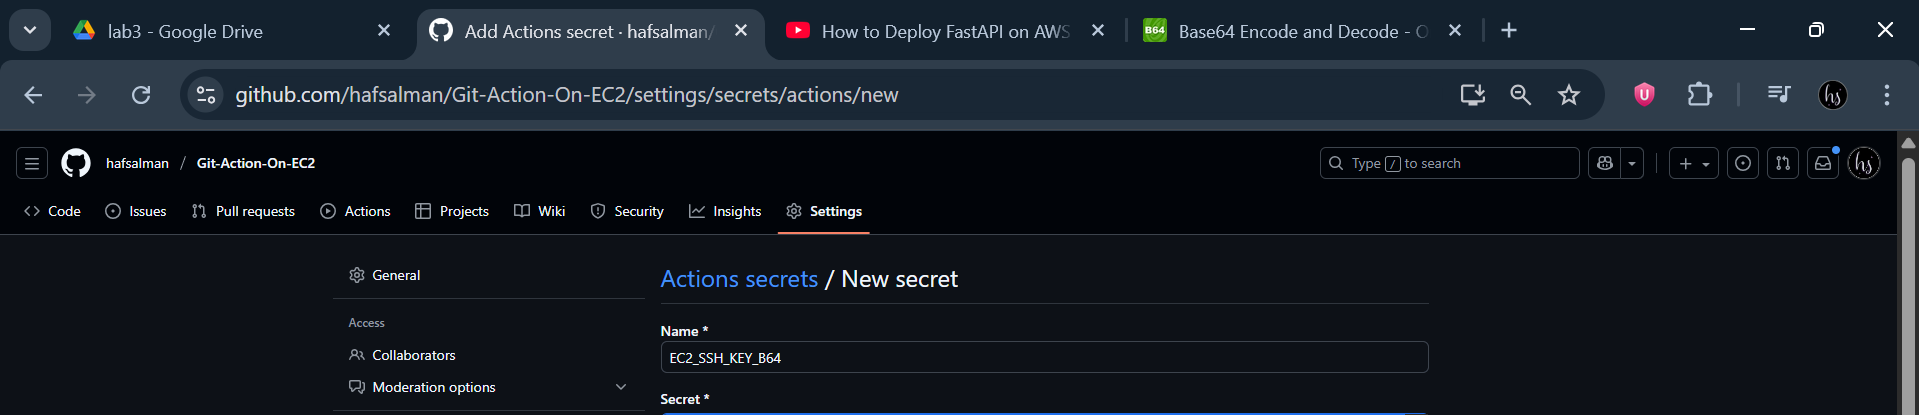 lab3 - Google Drive
Add Actions secret · hafsalman/
How to Deploy FastAPI on AWS
B64
Base64 Encode and Decode - O
github.com/hafsalman/Git-Action-On-EC2/settings/secrets/actions/new
U
hs
hafsalman / Git-Action-On-EC2
Type / to search
hs
Code
Issues
Pull requests
Actions
Projects
Wiki
Security
Insights
Settings
General
Actions secrets / New secret
Access
Name *
Collaborators
EC2_SSH_KEY_B64
Moderation options
Secret *